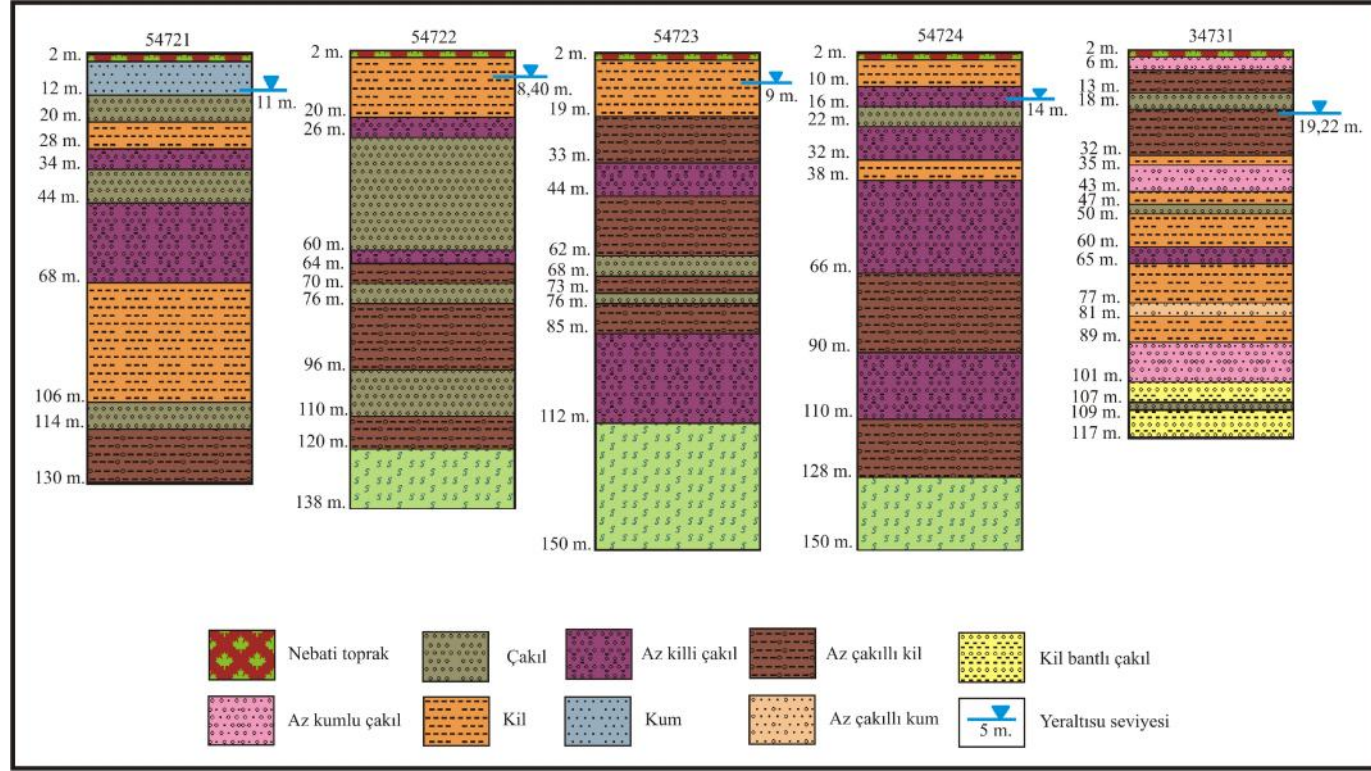 54721
2 m.
12 m.
20 m.
28 m.
34 m.
44 m.
68 m.
106 m.
114 m.
130 m.
11 m.
54722
2 m.
20 m.
26 m.
60 m.
64 m.
70 m.
76 m.
96 m.
110 m.
120 m.
138 m.
8,40 m.
54723
2 m.
19 m.
33 m.
44 m.
62 m.
68 m.
73 m.
76 m.
85 m.
112 m.
150 m.
9 m.
54724
2 m.
10 m.
16 m.
22 m.
32 m.
38 m.
66 m.
90 m.
110 m.
128 m.
150 m.
14 m.
34731
2 m.
6 m.
13 m.
18 m.
32 m.
35 m.
43 m.
47 m.
50 m.
60 m.
65 m.
77 m.
81 m.
89 m.
101 m.
107 m.
109 m.
117 m.
19,22 m.
Nebati toprak
Çakıl
Az killi çakıl
Az çakıllı kil
Kil bantlı çakıl
Az kumlu çakıl
Kil
Kum
Az çakıllı kum
5 m.
Yeraltısu seviyesi